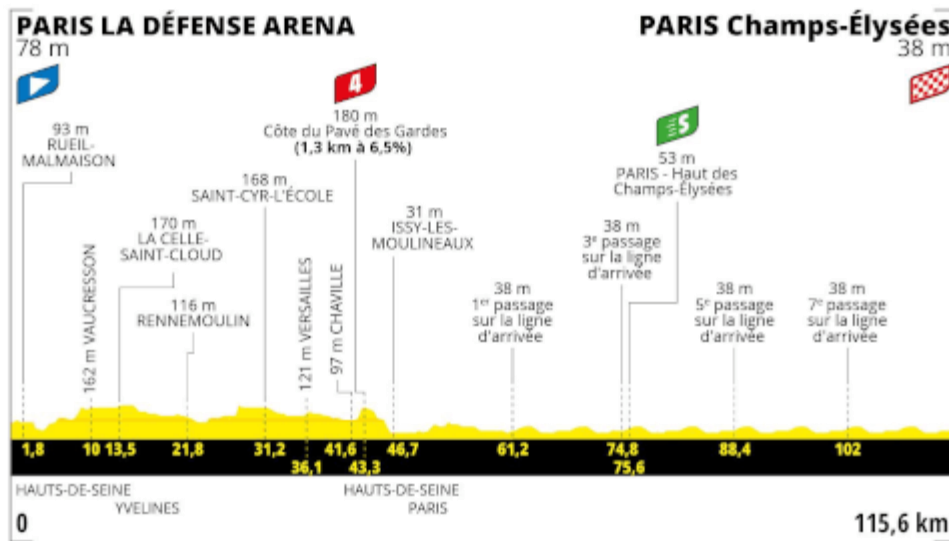 PARIS LA DÉFENSE ARENA
78 m
PARIS Champs-Élysées
38 m
4
180 m
Côte du Pavé des Gardes
(1,3 km à 6,5%)
S
53 m
PARIS - Haut des
Champs-Élysées
93 m
RUEIL-
MALMAISON
162 m VAUCRESSON
170 m
LA CELLE-
SAINT-CLOUD
116 m
RENNEMOULIN
168 m
SAINT-CYR-L'ÉCOLE
121 m VERSAILLES
97 m CHAVILLE
31 m
ISSY-LES-
MOULINEAUX
38 m
1er passage
sur la ligne
d'arrivée
38 m
3e passage
sur la ligne
d'arrivée
38 m
5e passage
sur la ligne
d'arrivée
38 m
7e passage
sur la ligne
d'arrivée
1,8 10 13,5 21,8 31,2 41,6 46,7 61,2 74,8 88,4 102
36,1 43,3 75,6
HAUTS-DE-SEINE
YVELINES
HAUTS-DE-SEINE
PARIS
0
115,6 km